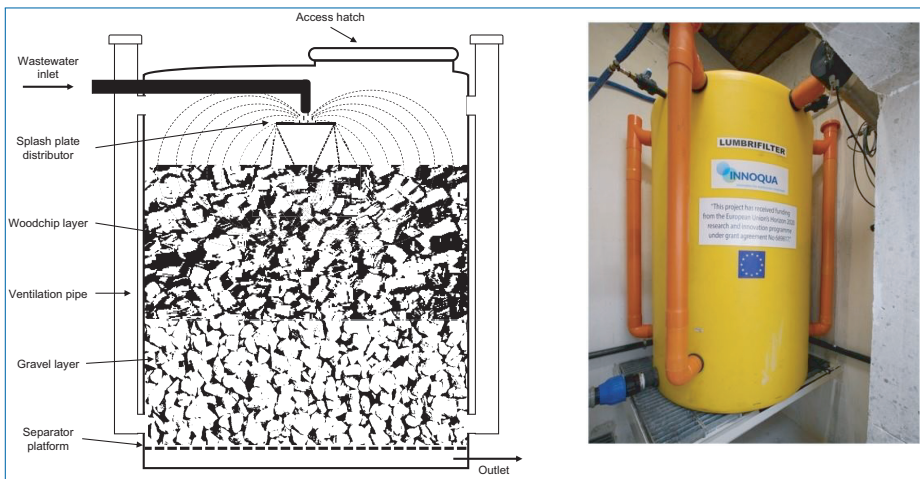 Access hatch
Wastewater
inlet
Splash plate
distributor
Woodchip layer
Ventilation pipe
Gravel layer
Separator
platform
Outlet
LUMBRIFILTER
INNOQUA
"This project has received funding
from the European Union's Horizon 2020
research and innovation programme
under grant agreement No